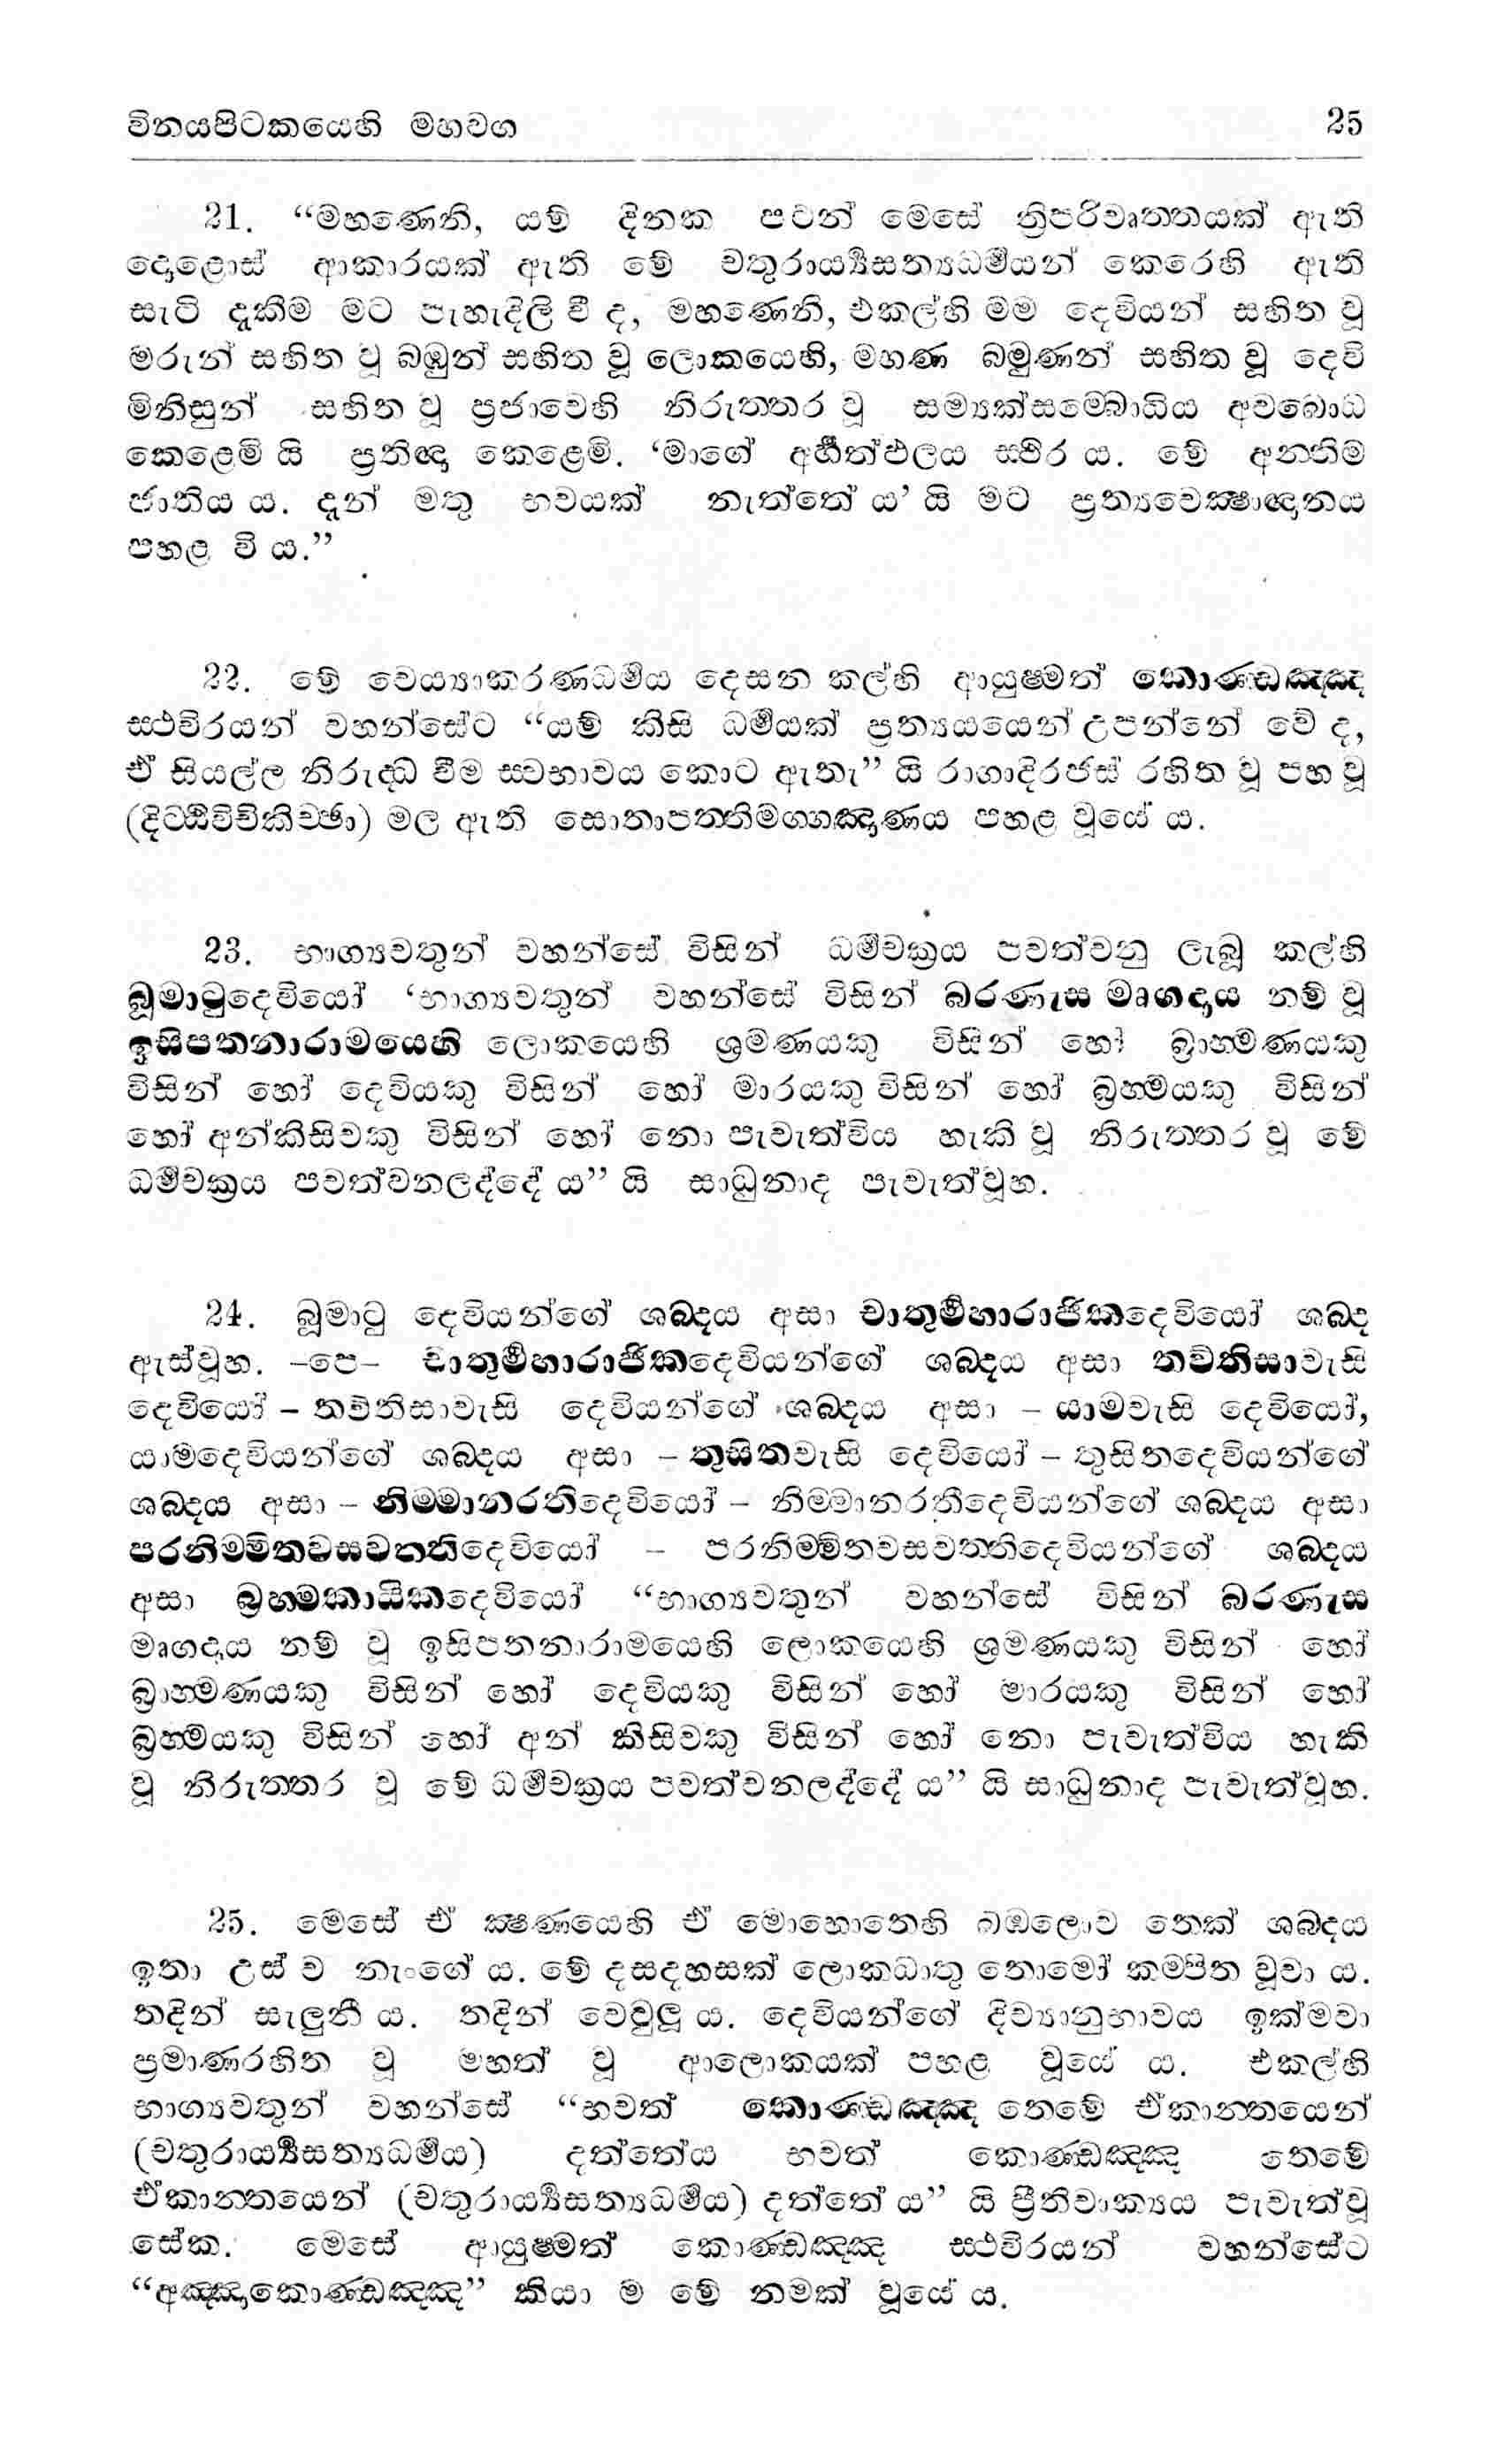 විනයපිටකයෙහි මහවග 25
21. “මහණෙනි, යම් දිනක පටන් මෙසේ ත්‍රිපරිවෘත්තයක් ඇති
දොළොස් ආකාරයක් ඇති මේ චතුරාර්‍ය්‍යසත්‍යධර්‍මයන් කෙරෙහි ඇති
සැටි දැකීම මට පැහැදිලි වී ද, මහණෙනි, එකල්හි මම දෙවියන් සහිත වූ
මරුන් සහිත වූ බඹුන් සහිත වූ ලොකයෙහි, මහණ බමුණන් සහිත වූ දෙව්
මිනිසුන් සහිත වූ ප්‍රජාවෙහි නිරුත්තර වූ සම්‍යක්සම්බොධිය අවබොධ
කෙළෙමි යි ප්‍රතිඥා කෙළෙමි. ‘මාගේ අර්‍හත්ඵලය ස්ථිර ය. මේ අන්තිම
ජාතිය ය. දැන් මතු භවයක් නැත්තේ ය’ යි මට ප්‍රත්‍යවෙක්‍ෂාඥානය
පහළ වි ය.”
22. මේ වෙය්‍යාකරණධර්‍මය දෙසන කල්හි ආයුෂ්මත් කොණ්ඩඤ්ඤ
ස්ථවිරයන් වහන්සේට “යම් කිසි ධර්‍මයක් ප්‍රත්‍යයයෙන් උපන්නේ වේ ද,
ඒ සියල්ල නිරුද්ධ වීම ස්වභාවය කොට ඇතැ” යි රාගාදිරජස් රහිත වූ පහ වූ
(දිට්ඨිවිචිකිච්ඡා) මල ඇති සොතාපත්තිමග්ගඤාණය පහළ වූයේ ය.
23. භාග්‍යවතුන් වහන්සේ විසින් ධර්‍මචක්‍රය පවත්වනු ලැබූ කල්හි
බූමාටුදෙවියෝ ‘භාග්‍යවතුන් වහන්සේ විසින් බරණැස මෘගදාය නම් වූ
ඉසිපතනාරාමයෙහි ලොකයෙහි ශ්‍රමණයකු විසින් හෝ බ්‍රාහ්මණයකු
විසින් හෝ දෙවියකු විසින් හෝ මාරයකු විසින් හෝ බ්‍රහ්මයකු විසින්
හෝ අන්කිසිවකු විසින් හෝ නො පැවැත්විය හැකි වූ නිරුත්තර වූ මේ
ධර්‍මචක්‍රය පවත්වනලද්දේ ය” යි සාධුනාද පැවැත්වූහ.
24. බූමාටු දෙවියන්ගේ ශබ්දය අසා චාතුර්‍මහාරාජිකදෙවියෝ ශබ්ද
ඇස්වූහ. –පෙ– චාතුර්‍මහාරාජිකදෙවියන්ගේ ශබ්දය අසා තව්තිසාවැසි
දෙවියෝ – තව්තිසාවැසි දෙවියන්ගේ ශබ්දය අසා – යාමවැසි දෙවියෝ,
යාමදෙවියන්ගේ ශබ්දය අසා – තුසිතවැසි දෙවියෝ – තුසිතදෙවියන්ගේ
ශබ්දය අසා – නිම්මානරතිදෙවියෝ – නිම්මානරතීදෙවියන්ගේ ශබ්දය අසා
පරනිම්මිතවසවත්තිදෙවියෝ – පරනිම්මිතවසවත්තිදෙවියන්ගේ ශබ්දය
අසා බ්‍රහ්මකායිකදෙවියෝ “භාග්‍යවතුන් වහන්සේ විසින් බරණැස
මෘගදාය නම් වූ ඉසිපතනාරාමයෙහි ලොකයෙහි ශ්‍රමණයකු විසින් හෝ
බ්‍රාහ්මණයකු විසින් හෝ දෙවියකු විසින් හෝ මාරයකු විසින් හෝ
බ්‍රහ්මයකු විසින් හෝ අන් කිසිවකු විසින් හෝ නො පැවැත්විය හැකි
වූ නිරුත්තර වූ මේ ධර්‍මචක්‍රය පවත්වනලද්දේ ය” යි සාධුනාද පැවැත්වූහ.
25. මෙසේ ඒ ක්‍ෂණයෙහි ඒ මොහොතෙහි බඹලොව තෙක් ශබ්දය
ඉතා උස් ව නැංගේ ය. මේ දසදහසක් ලොකධාතු තොමෝ කම්පිත වූවා ය.
තදින් සැලුනී ය. තදින් වෙවුලූ ය. දෙවියන්ගේ දිව්‍යානුභාවය ඉක්මවා
ප්‍රමාණරහිත වූ මහත් වූ ආලොකයක් පහළ වූයේ ය. එකල්හි
භාග්‍යවතුන් වහන්සේ “භවත් කොණ්ඩඤ්ඤ තෙමේ ඒකාන්තයෙන්
(චතුරාර්‍ය්‍යසත්‍යධර්‍මය) දත්තේය භවත් කොණ්ඩඤ්ඤ තෙමේ
ඒකාන්තයෙන් (චතුරාර්‍ය්‍යසත්‍යධර්‍මය) දත්තේ ය” යි ප්‍රීතිවාක්‍යය පැවැත්වූ
සේක. මෙසේ ආයුෂ්මත් කොණ්ඩඤ්ඤ ස්ථවිරයන් වහන්සේට
“අඤ්ඤාකොණ්ඩඤ්ඤ” කියා ම මේ නමක් වූයේ ය.